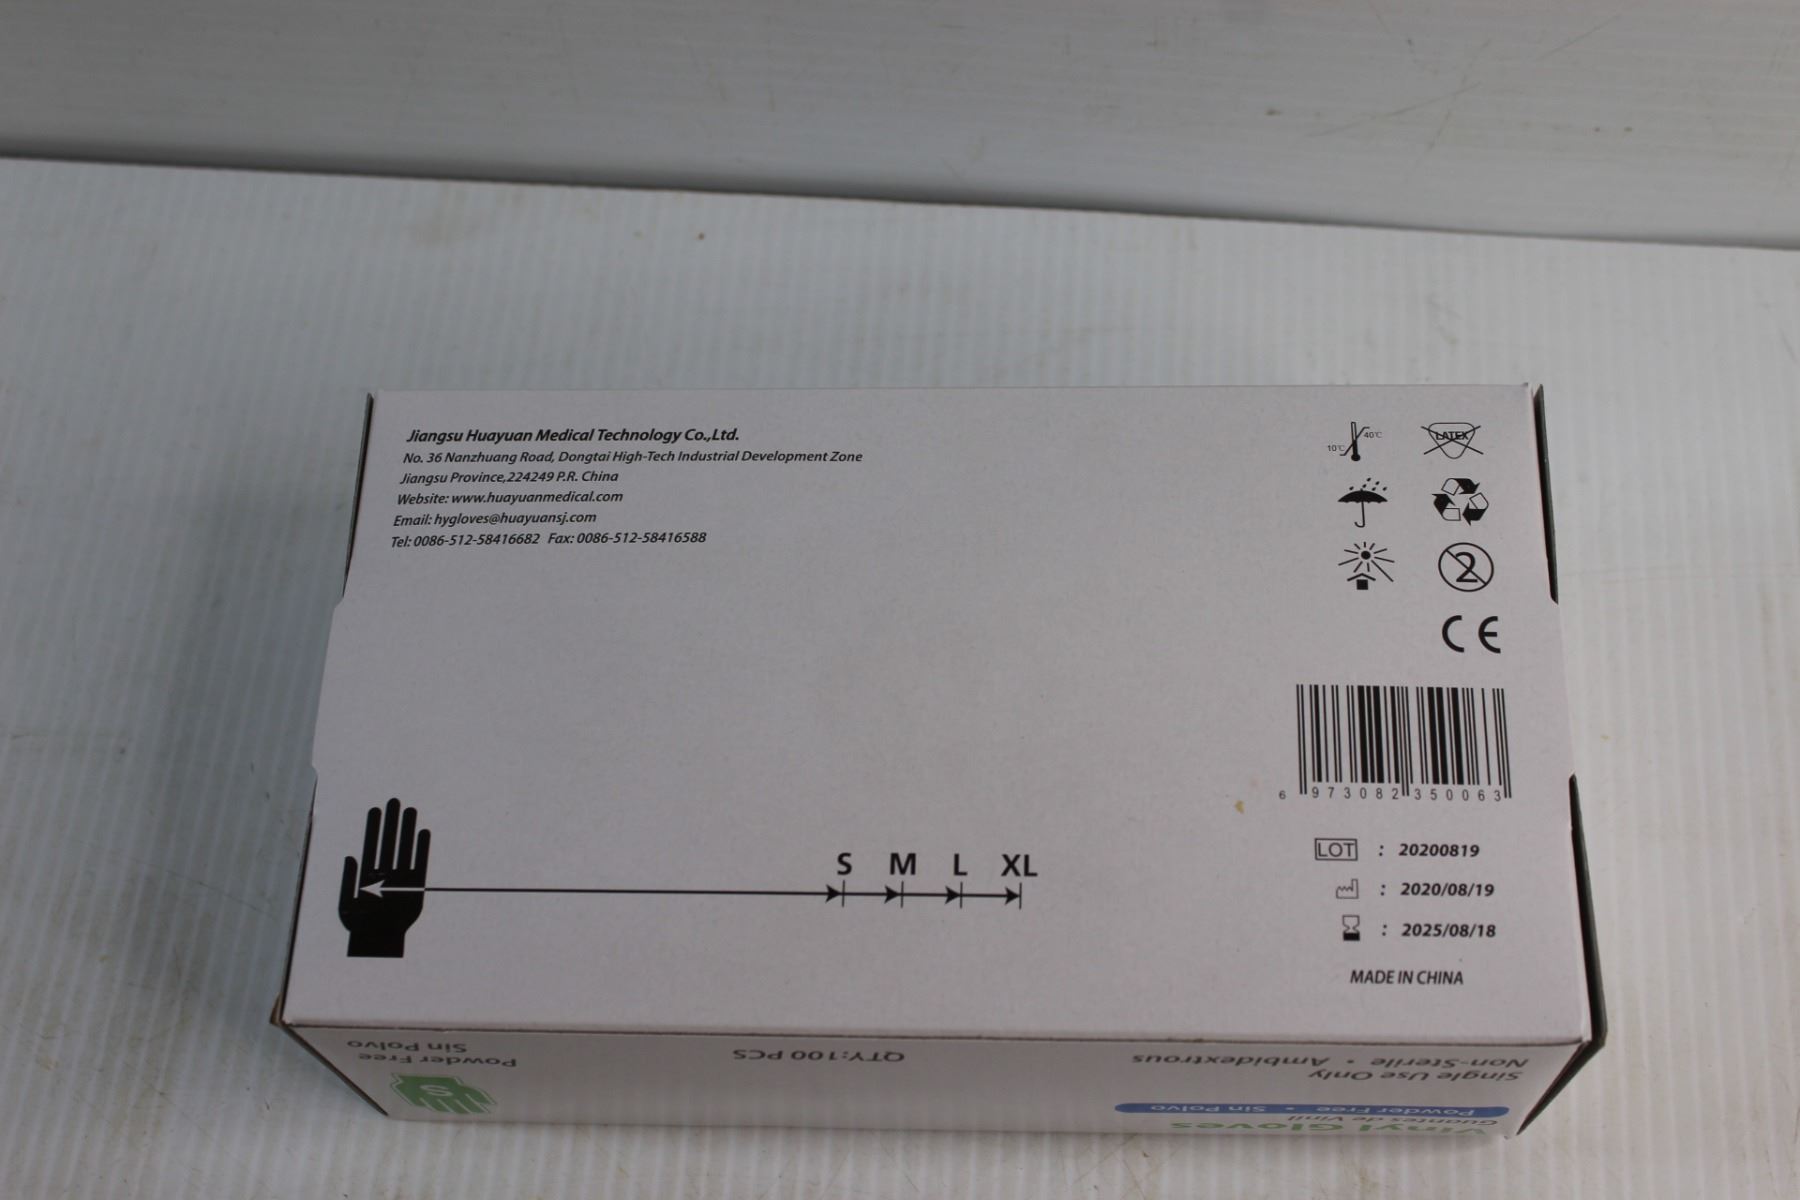 Jiangsu Huayuan Medical Technology Co.,Ltd.
No. 36 Nanzhuang Road, Dongtai High-Tech Industrial Development Zone
Jiangsu Province,224249 P.R. China
Website: www.huayuanmedical.com
Email: hygloves@huayuansj.com
Tel: 0086-512-58416682 Fax: 0086-512-58416588
10°C 40°C
LATEX
2
CE
6 973082 350063
S M L XL
LOT : 20200819
: 2020/08/19
: 2025/08/18
MADE IN CHINA
Vinyl Gloves
Guantes de Vinil
Powder Free • Sin Polvo
Single Use Only
Non-Sterile • Ambidextrous
QTY:100 PCS
S
Powder Free
Sin Polvo